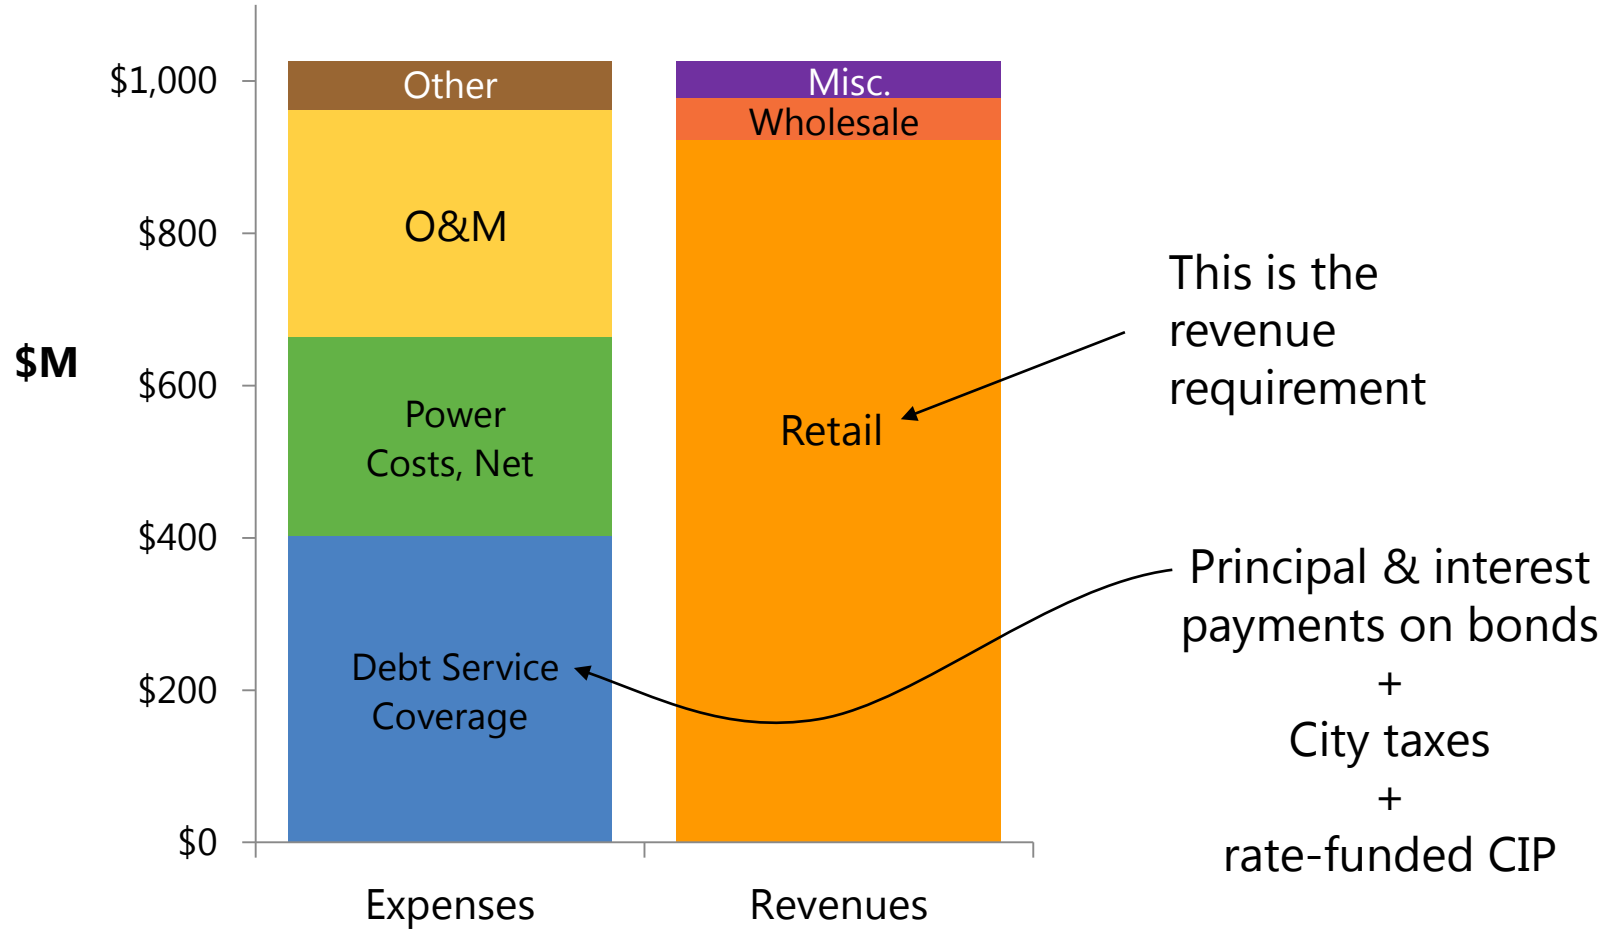 $M
$1,000
$800
$600
$400
$200
$0
Other
O&M
Power
Costs, Net
Debt Service
Coverage
Misc.
Wholesale
Retail
Expenses
Revenues
This is the
revenue
requirement
Principal & interest
payments on bonds
+
City taxes
+
rate-funded CIP